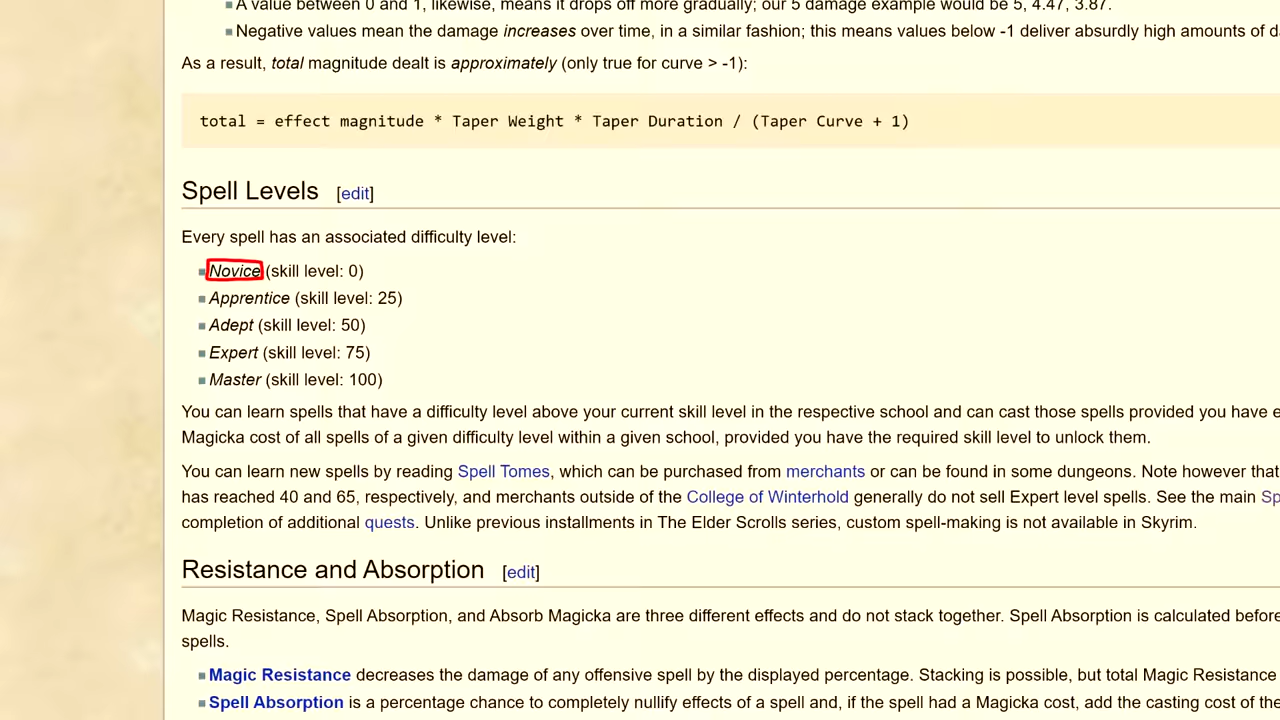 A value between 0 and 1, likewise, means it drops off more gradually; our 5 damage example would be 5, 4.47, 3.87.
Negative values mean the damage increases over time, in a similar fashion; this means values below -1 deliver absurdly high amounts of
As a result, total magnitude dealt is approximately (only true for curve > -1):
total = effect magnitude * Taper Weight * Taper Duration / (Taper Curve + 1)
Spell Levels [edit]
Every spell has an associated difficulty level:
Novice (skill level: 0)
Apprentice (skill level: 25)
Adept (skill level: 50)
Expert (skill level: 75)
Master (skill level: 100)
You can learn spells that have a difficulty level above your current skill level in the respective school and can cast those spells provided you have
Magicka cost of all spells of a given difficulty level within a given school, provided you have the required skill level to unlock them.
You can learn new spells by reading Spell Tomes, which can be purchased from merchants or can be found in some dungeons. Note however that
has reached 40 and 65, respectively, and merchants outside of the College of Winterhold generally do not sell Expert level spells. See the main
completion of additional quests. Unlike previous installments in The Elder Scrolls series, custom spell-making is not available in Skyrim.
Resistance and Absorption [edit]
Magic Resistance, Spell Absorption, and Absorb Magicka are three different effects and do not stack together. Spell Absorption is calculated before
spells.
Magic Resistance decreases the damage of any offensive spell by the displayed percentage. Stacking is possible, but total Magic Resistance
Spell Absorption is a percentage chance to completely nullify effects of a spell and, if the spell had a Magicka cost, add the casting cost of the